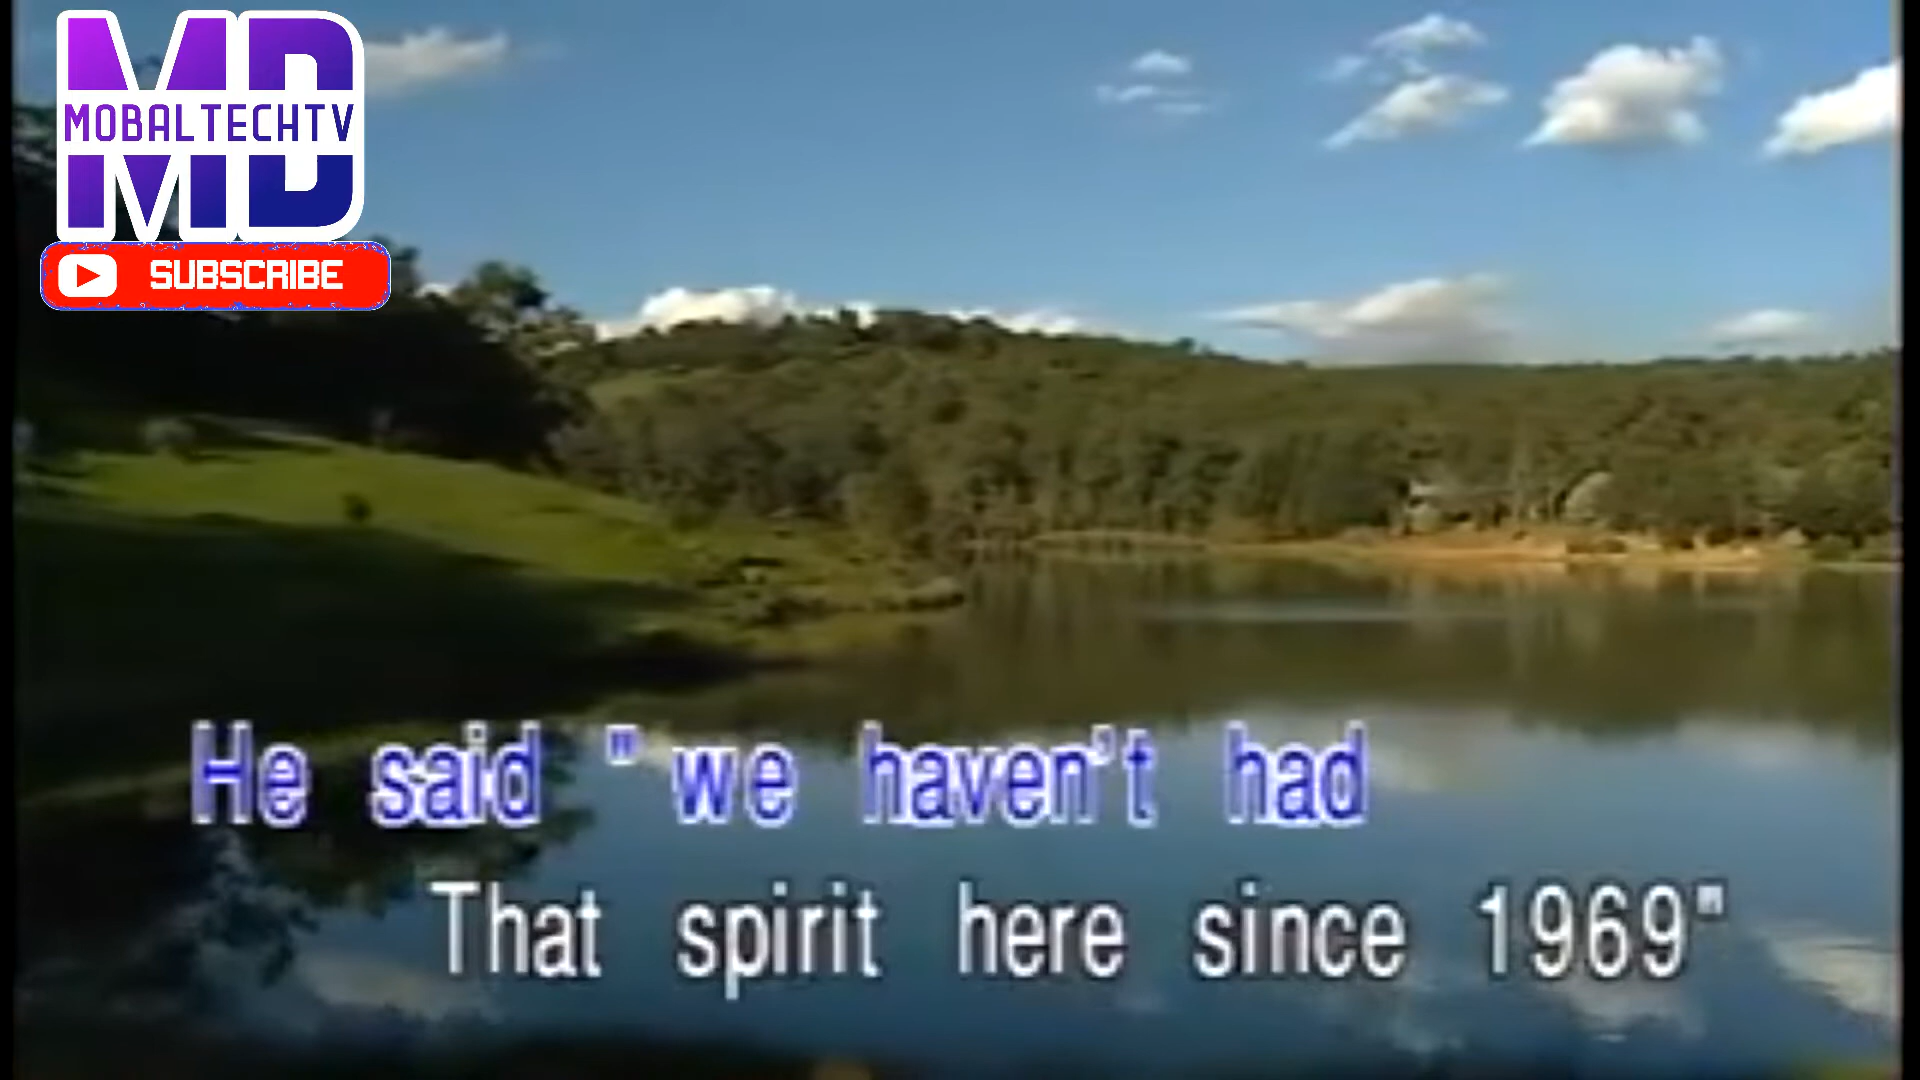 MOBALTECHTV
SUBSCRIBE
He said "we haven't had
That spirit here since 1969"